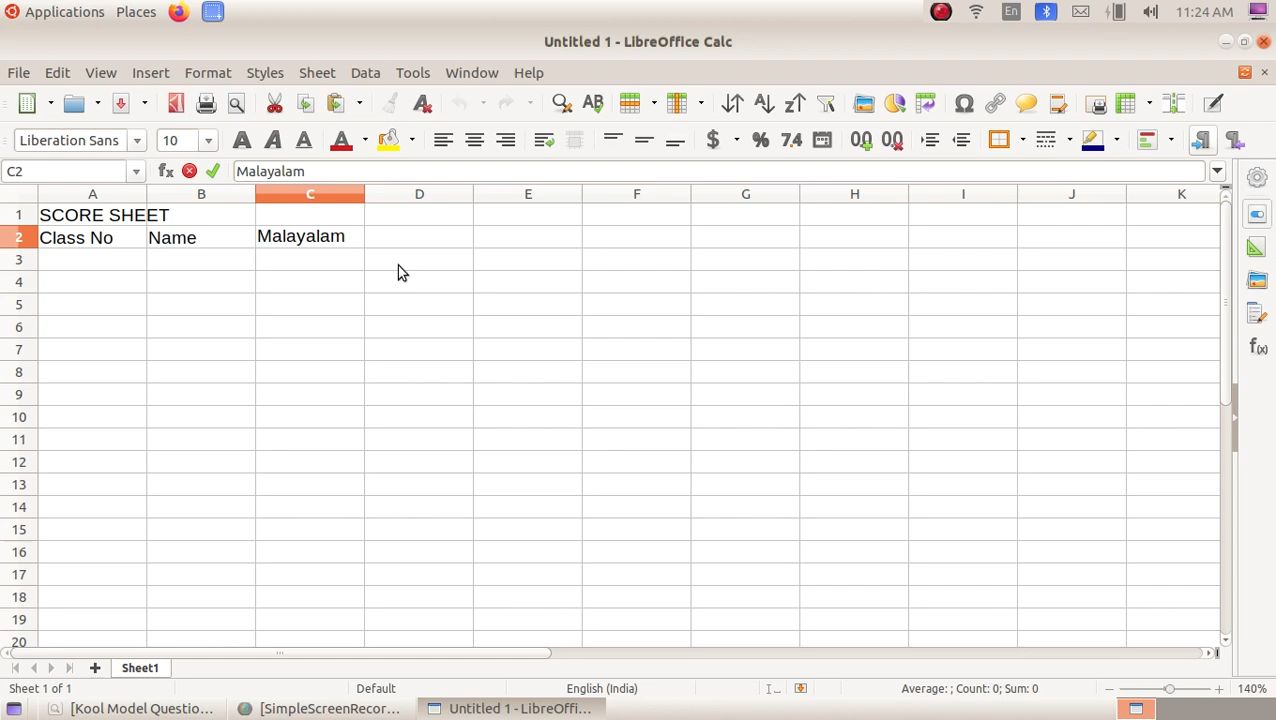 Applications Places En 11:24 AM
Untitled 1 - LibreOffice Calc
File Edit View Insert Format Styles Sheet Data Tools Window Help
Liberation Sans 10 $ % 7.4
C2 Malayalam
A B C D E F G H I J K
1 SCORE SHEET
2 Class No Name Malayalam
3
4
5
6
7
8
9
10
11
12
13
14
15
16
17
18
19
20
Sheet1
Sheet 1 of 1 Default English (India) Average: ; Count: 0; Sum: 0 140%
[Kool Model Questio... [SimpleScreenRecor... Untitled 1 - LibreOffi...